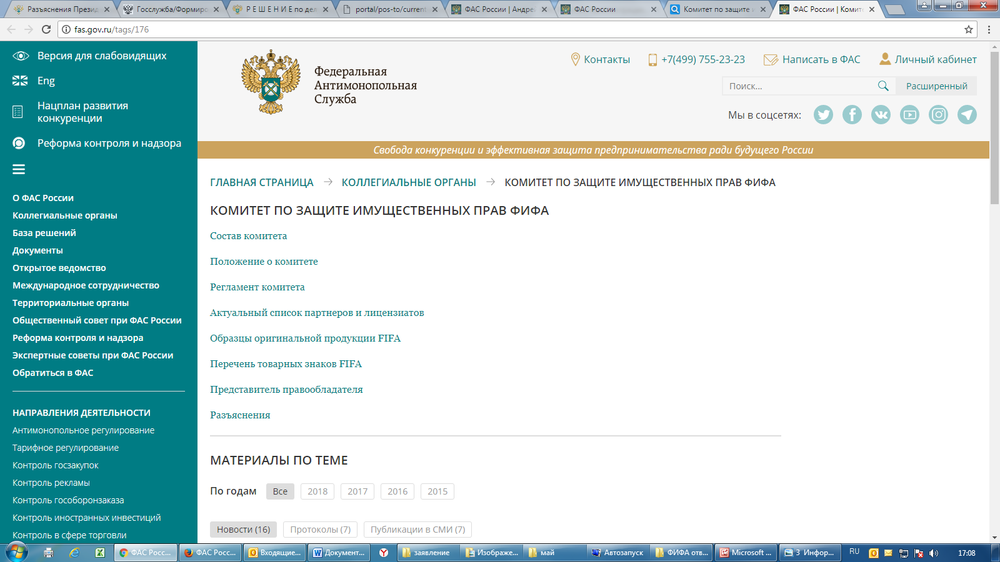 Разъяснения Презид
Госслужба/Формиро
Р Е Ш Е Н И Е по дел
portal/pos-to/current
ФАС России | Андре
ФАС России
Комитет по защите и
ФАС России | Комите
fas.gov.ru/tags/176
Версия для слабовидящих
Eng
Нацплан развития
конкуренции
Реформа контроля и надзора
О ФАС России
Коллегиальные органы
База решений
Документы
Открытое ведомство
Международное сотрудничество
Территориальные органы
Общественный совет при ФАС России
Реформа контроля и надзора
Экспертные советы при ФАС России
Обратиться в ФАС
НАПРАВЛЕНИЯ ДЕЯТЕЛЬНОСТИ
Антимонопольное регулирование
Тарифное регулирование
Контроль госзакупок
Контроль рекламы
Контроль гособоронзаказа
Контроль иностранных инвестиций
Контроль в сфере торговли
Федеральная
Антимонопольная
Служба
Контакты +7(499) 755-23-23 Написать в ФАС Личный кабинет
Поиск... Расширенный
Мы в соцсетях:
Свобода конкуренции и эффективная защита предпринимательства ради будущего России
ГЛАВНАЯ СТРАНИЦА → КОЛЛЕГИАЛЬНЫЕ ОРГАНЫ → КОМИТЕТ ПО ЗАЩИТЕ ИМУЩЕСТВЕННЫХ ПРАВ ФИФА
КОМИТЕТ ПО ЗАЩИТЕ ИМУЩЕСТВЕННЫХ ПРАВ ФИФА
Состав комитета
Положение о комитете
Регламент комитета
Актуальный список партнеров и лицензиатов
Образцы оригинальной продукции FIFA
Перечень товарных знаков FIFA
Представитель правообладателя
Разъяснения
МАТЕРИАЛЫ ПО ТЕМЕ
По годам Все 2018 2017 2016 2015
Новости (16) Протоколы (7) Публикации в СМИ (7)
ФАС Росс... ФАС Росс... Входящие... Документ... заявление Изображе... май Автозапуск ФИФА отв... Microsoft ... 3 Инфор... RU 17:08